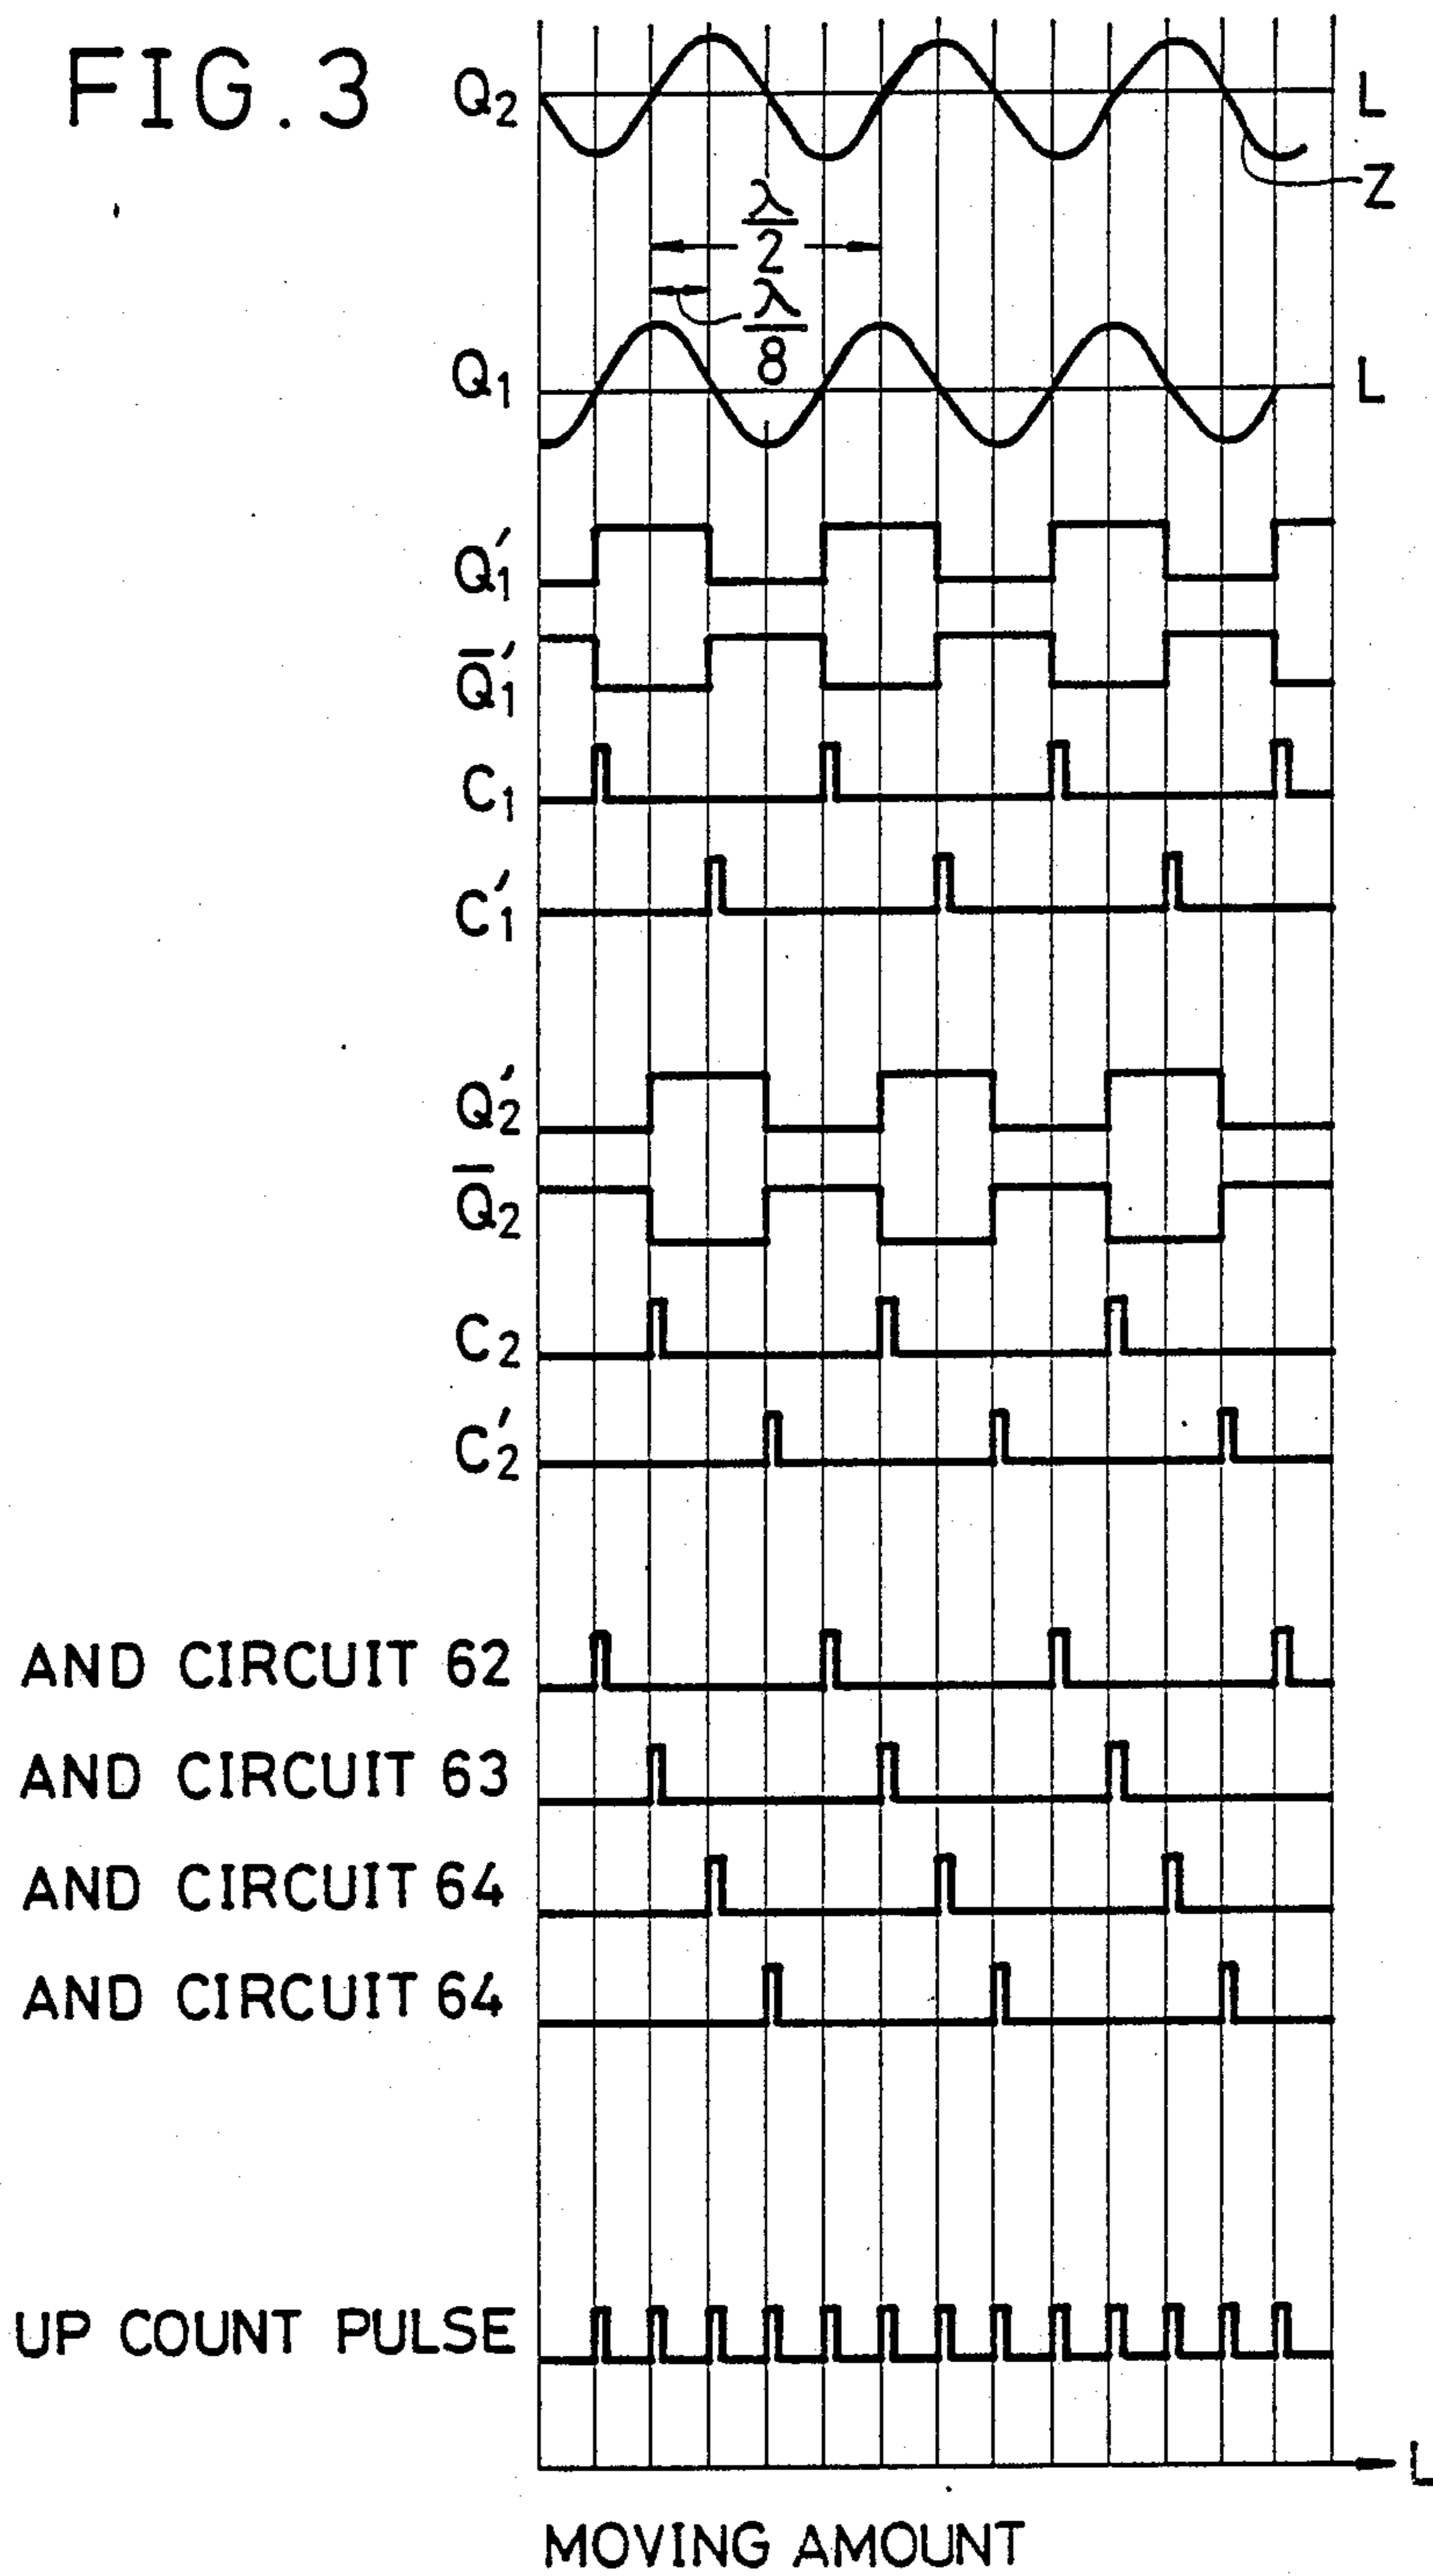 FIG. 3
Q₂ L
Z
λ/2
λ/8
Q₁ L
Q₁′
Q̅₁′
C₁
C₁′
Q₂′
Q̅₂
C₂
C₂′
AND CIRCUIT 62
AND CIRCUIT 63
AND CIRCUIT 64
AND CIRCUIT 64
UP COUNT PULSE
L
MOVING AMOUNT